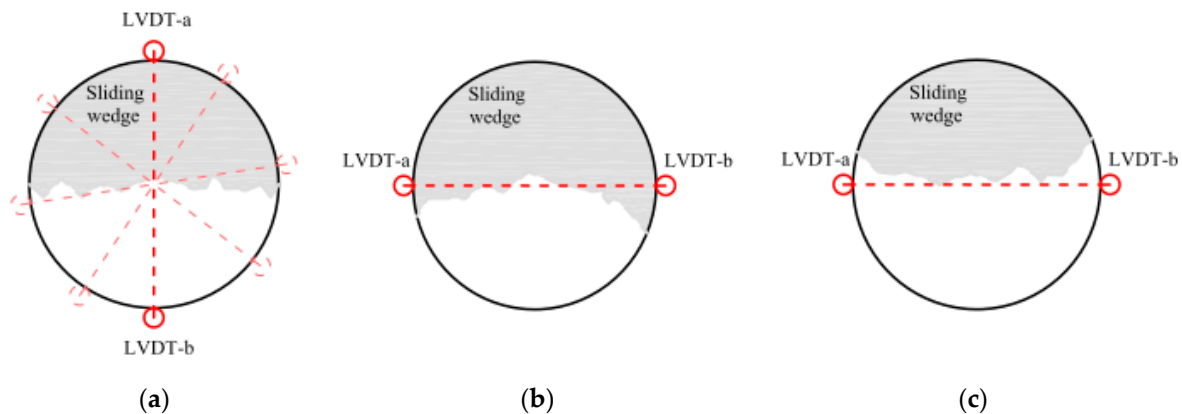 LVDT-a
Sliding
wedge
LVDT-b
(a)
Sliding
wedge
LVDT-a
LVDT-b
(b)
Sliding
wedge
LVDT-a
LVDT-b
(c)